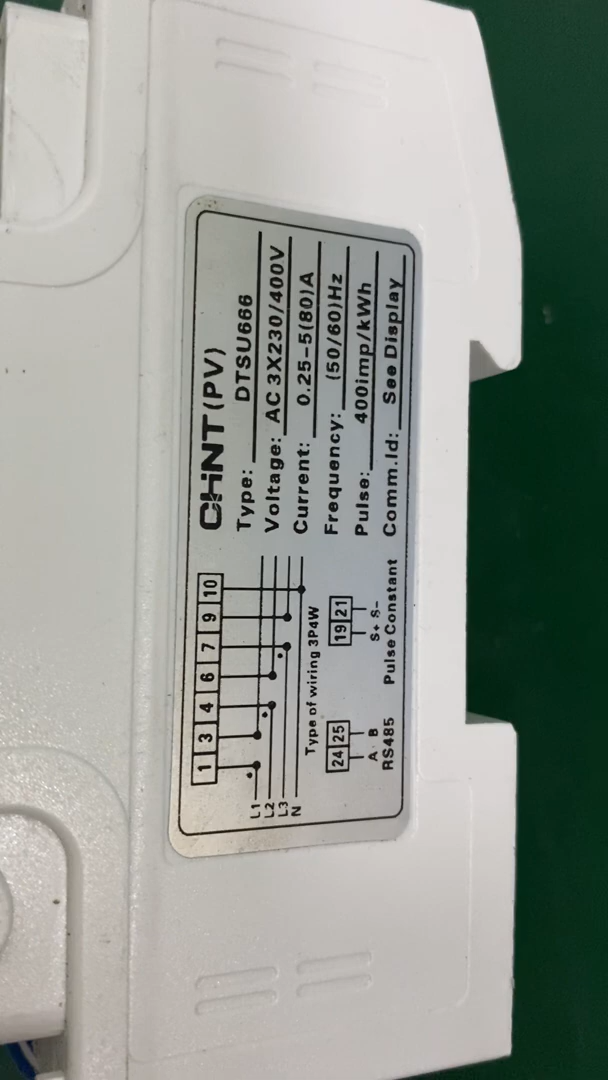 1 3 4 6 7 9 10
L1
L2
L3
N
Type of wiring 3P4W
24 25
A B
RS485
19 21
S+ S-
Pulse Constant
CHNT(PV)
Type: DTSU666
Voltage: AC 3X230/400V
Current: 0.25-5(80)A
Frequency: (50/60)Hz
Pulse: 400imp/kWh
Comm.Id: See Display